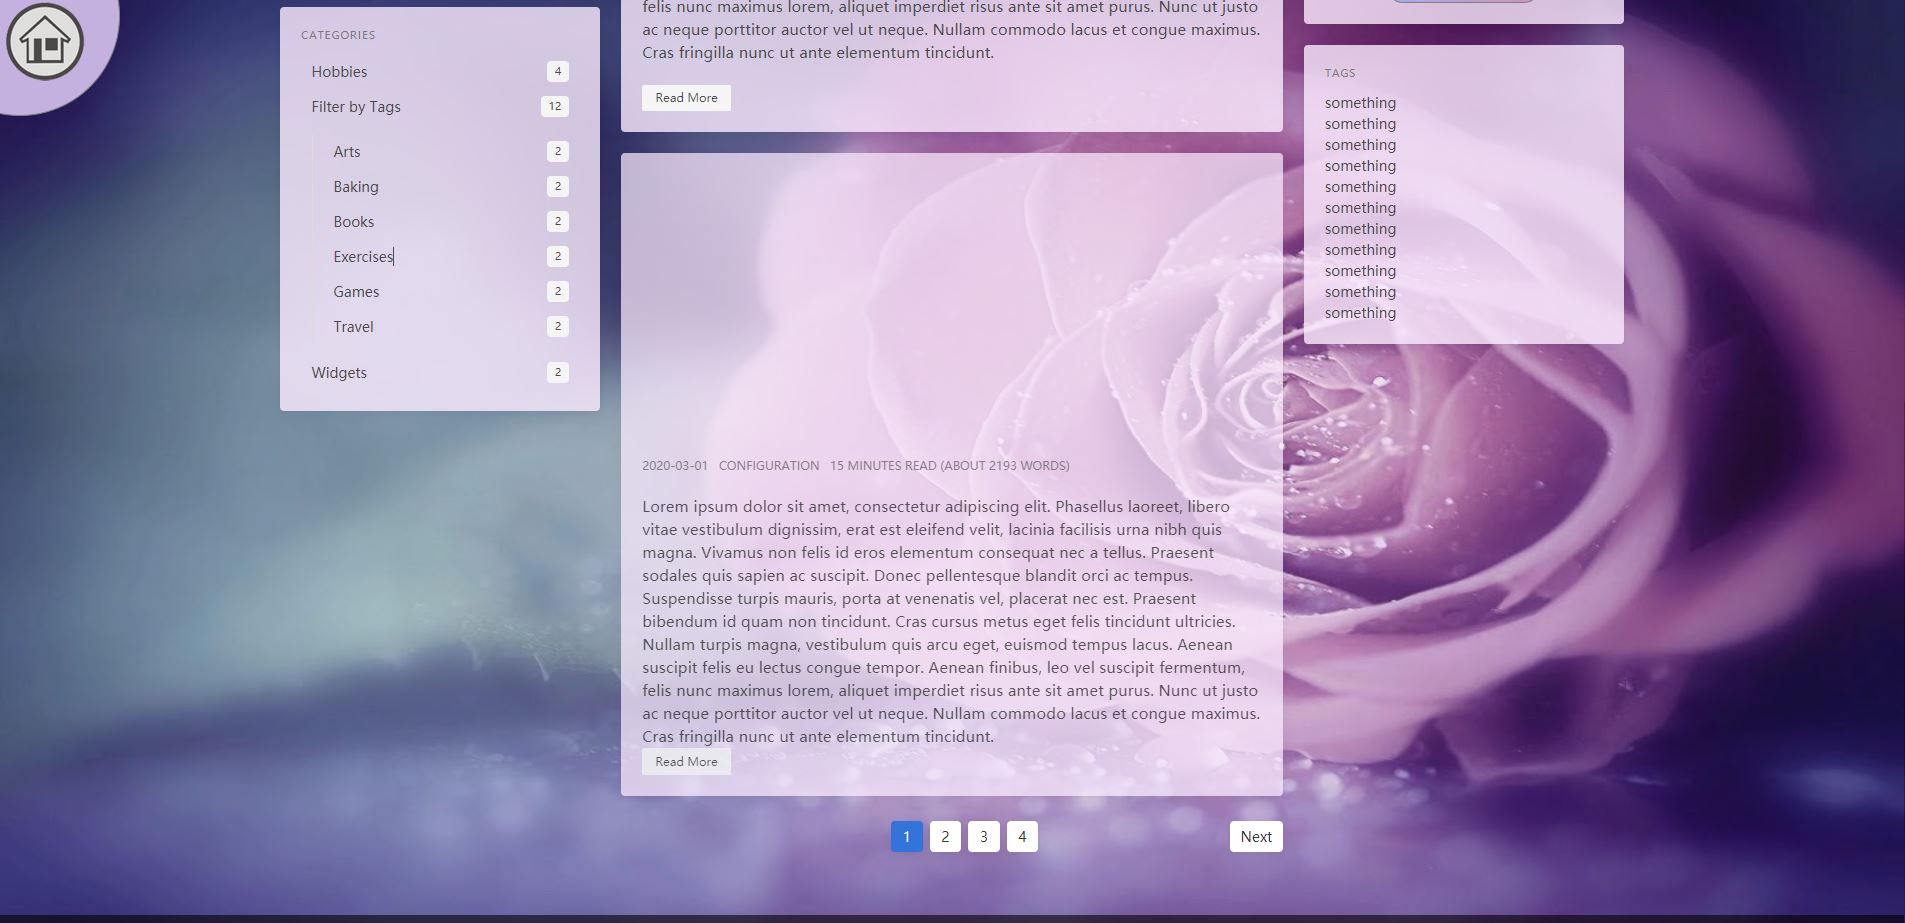 CATEGORIES
Hobbies 4
Filter by Tags 12
Arts 2
Baking 2
Books 2
Exercises 2
Games 2
Travel 2
Widgets 2
felis nunc maximus lorem, aliquet imperdiet risus ante sit amet purus. Nunc ut justo
ac neque porttitor auctor vel ut neque. Nullam commodo lacus et congue maximus.
Cras fringilla nunc ut ante elementum tincidunt.
Read More
2020-03-01 CONFIGURATION 15 MINUTES READ (ABOUT 2193 WORDS)
Lorem ipsum dolor sit amet, consectetur adipiscing elit. Phasellus laoreet, libero
vitae vestibulum dignissim, erat est eleifend velit, lacinia facilisis urna nibh quis
magna. Vivamus non felis id eros elementum consequat nec a tellus. Praesent
sodales quis sapien ac suscipit. Donec pellentesque blandit orci ac tempus.
Suspendisse turpis mauris, porta at venenatis vel, placerat nec est. Praesent
bibendum id quam non tincidunt. Cras cursus metus eget felis tincidunt ultricies.
Nullam turpis magna, vestibulum quis arcu eget, euismod tempus lacus. Aenean
suscipit felis eu lectus congue tempor. Aenean finibus, leo vel suscipit fermentum,
felis nunc maximus lorem, aliquet imperdiet risus ante sit amet purus. Nunc ut justo
ac neque porttitor auctor vel ut neque. Nullam commodo lacus et congue maximus.
Cras fringilla nunc ut ante elementum tincidunt.
Read More
1 2 3 4 Next
TAGS
something
something
something
something
something
something
something
something
something
something
something